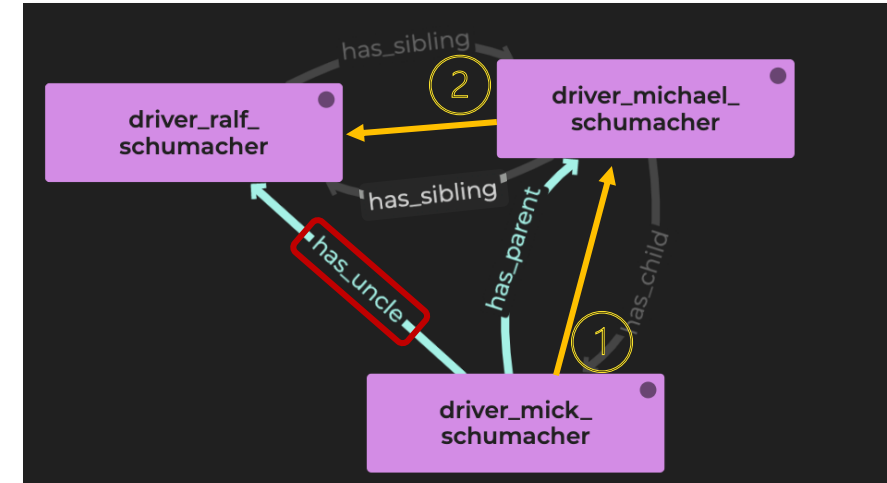 has_sibling
2
driver_michael_
schumacher
driver_ralf_
schumacher
has_sibling
has_parent
has_uncle
has_child
1
driver_mick_
schumacher